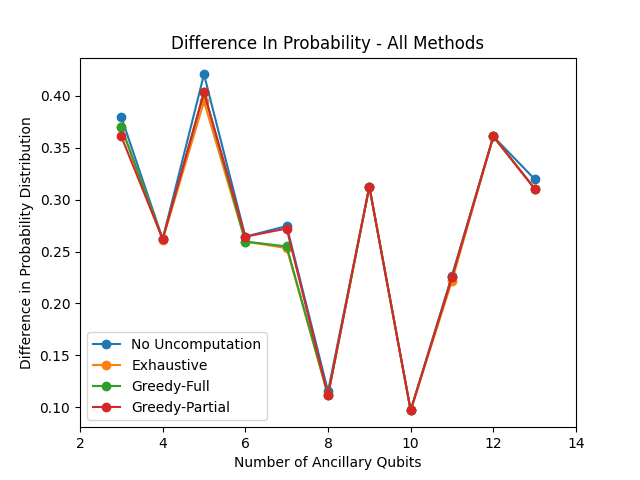 Difference In Probability - All Methods
Difference in Probability Distribution
0.40
0.35
0.30
0.25
0.20
0.15
0.10
No Uncomputation
Exhaustive
Greedy-Full
Greedy-Partial
2 4 6 8 10 12 14
Number of Ancillary Qubits